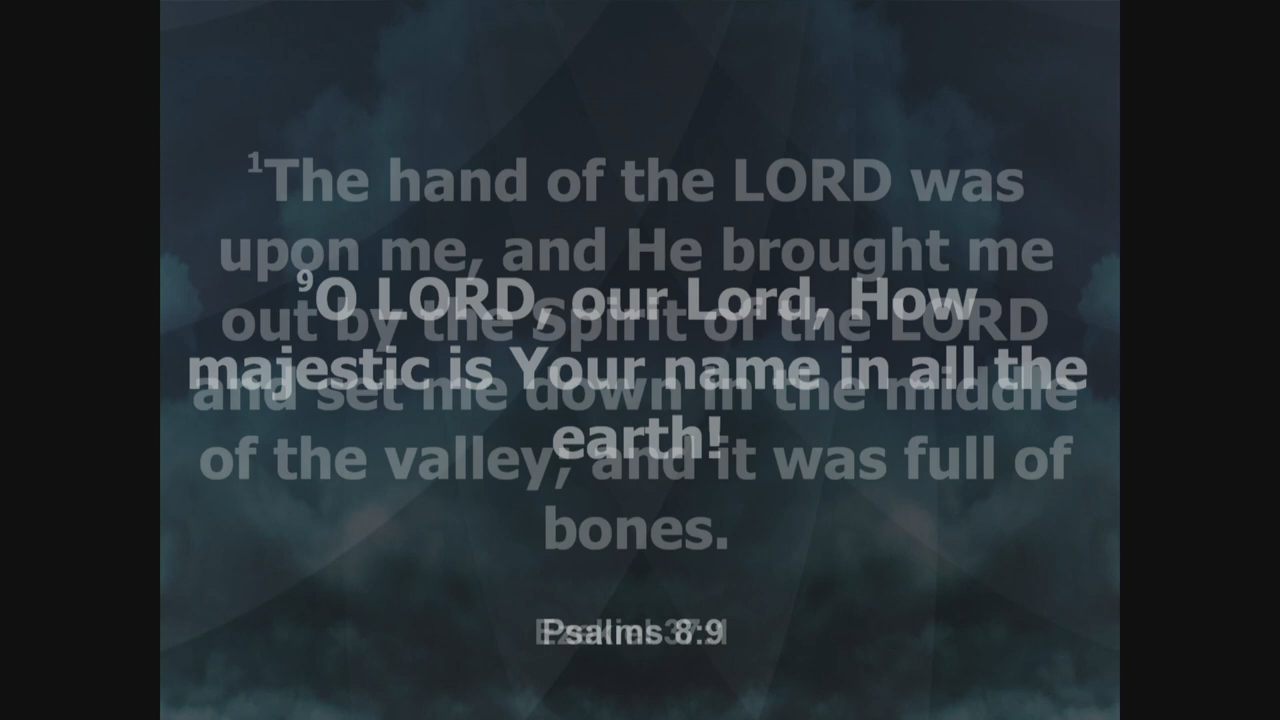 ¹The hand of the LORD was
upon me, and He brought me
out by the Spirit of the LORD
and set me down in the middle
of the valley; and it was full of
bones.
Ezekiel 37:1
⁹O LORD, our Lord, How
majestic is Your name in all the
earth!
Psalms 8:9